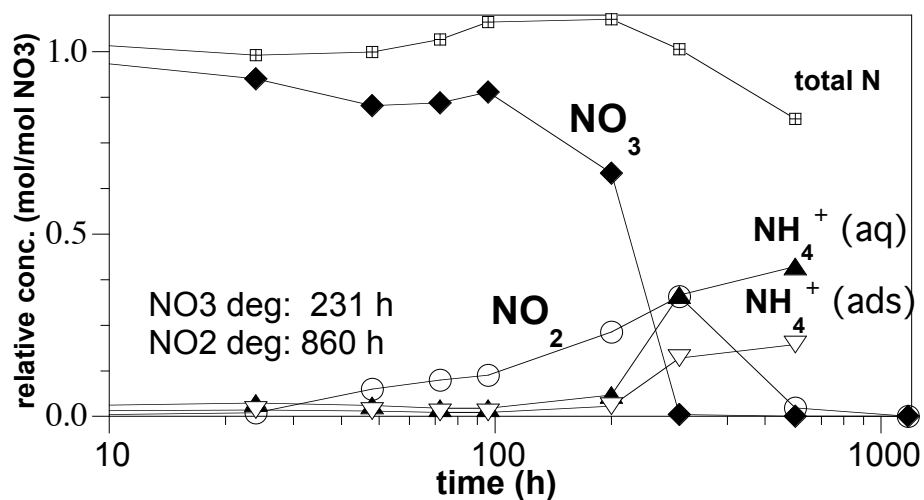 relative conc. (mol/mol NO3)
1.0
0.5
0.0
total N
NO3
NH4+ (aq)
NH4+ (ads)
NO2
NO3 deg: 231 h
NO2 deg: 860 h
10
100
1000
time (h)